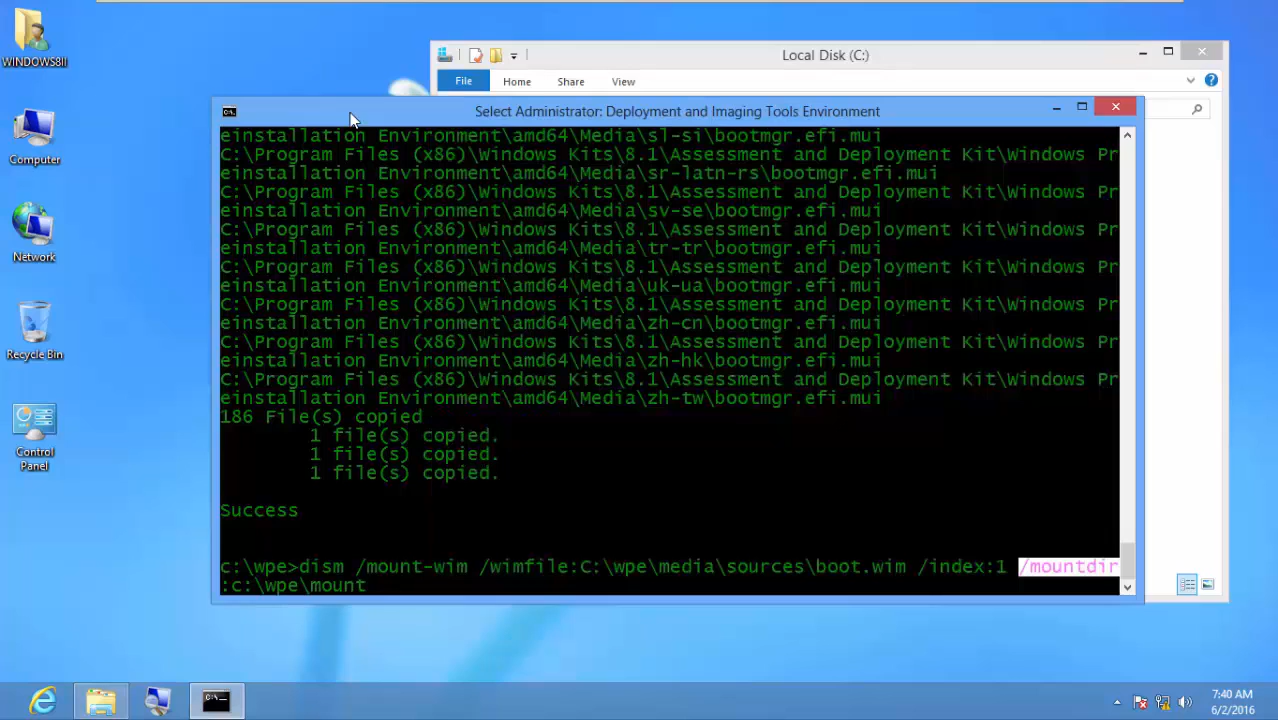 WINDOWS8II
Computer
Network
Recycle Bin
Control
Panel
Local Disk (C:)
File
Home
Share
View
Select Administrator: Deployment and Imaging Tools Environment
einstallation Environment\amd64\Media\sl-si\bootmgr.efi.mui
C:\Program Files (x86)\Windows Kits\8.1\Assessment and Deployment Kit\Windows Pr
einstallation Environment\amd64\Media\sr-latn-rs\bootmgr.efi.mui
C:\Program Files (x86)\Windows Kits\8.1\Assessment and Deployment Kit\Windows Pr
einstallation Environment\amd64\Media\sv-se\bootmgr.efi.mui
C:\Program Files (x86)\Windows Kits\8.1\Assessment and Deployment Kit\Windows Pr
einstallation Environment\amd64\Media\tr-tr\bootmgr.efi.mui
C:\Program Files (x86)\Windows Kits\8.1\Assessment and Deployment Kit\Windows Pr
einstallation Environment\amd64\Media\uk-ua\bootmgr.efi.mui
C:\Program Files (x86)\Windows Kits\8.1\Assessment and Deployment Kit\Windows Pr
einstallation Environment\amd64\Media\zh-cn\bootmgr.efi.mui
C:\Program Files (x86)\Windows Kits\8.1\Assessment and Deployment Kit\Windows Pr
einstallation Environment\amd64\Media\zh-hk\bootmgr.efi.mui
C:\Program Files (x86)\Windows Kits\8.1\Assessment and Deployment Kit\Windows Pr
einstallation Environment\amd64\Media\zh-tw\bootmgr.efi.mui
186 File(s) copied
1 file(s) copied.
1 file(s) copied.
1 file(s) copied.
Success
c:\wpe>dism /mount-wim /wimfile:C:\wpe\media\sources\boot.wim /index:1 /mountdir
:c:\wpe\mount
7:40 AM
6/2/2016